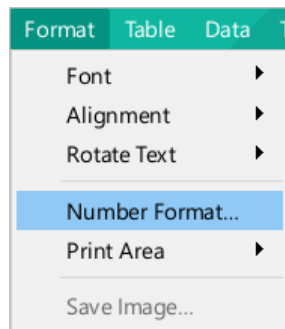 Format Table Data
Font
Alignment
Rotate Text
Number Format...
Print Area
Save Image...